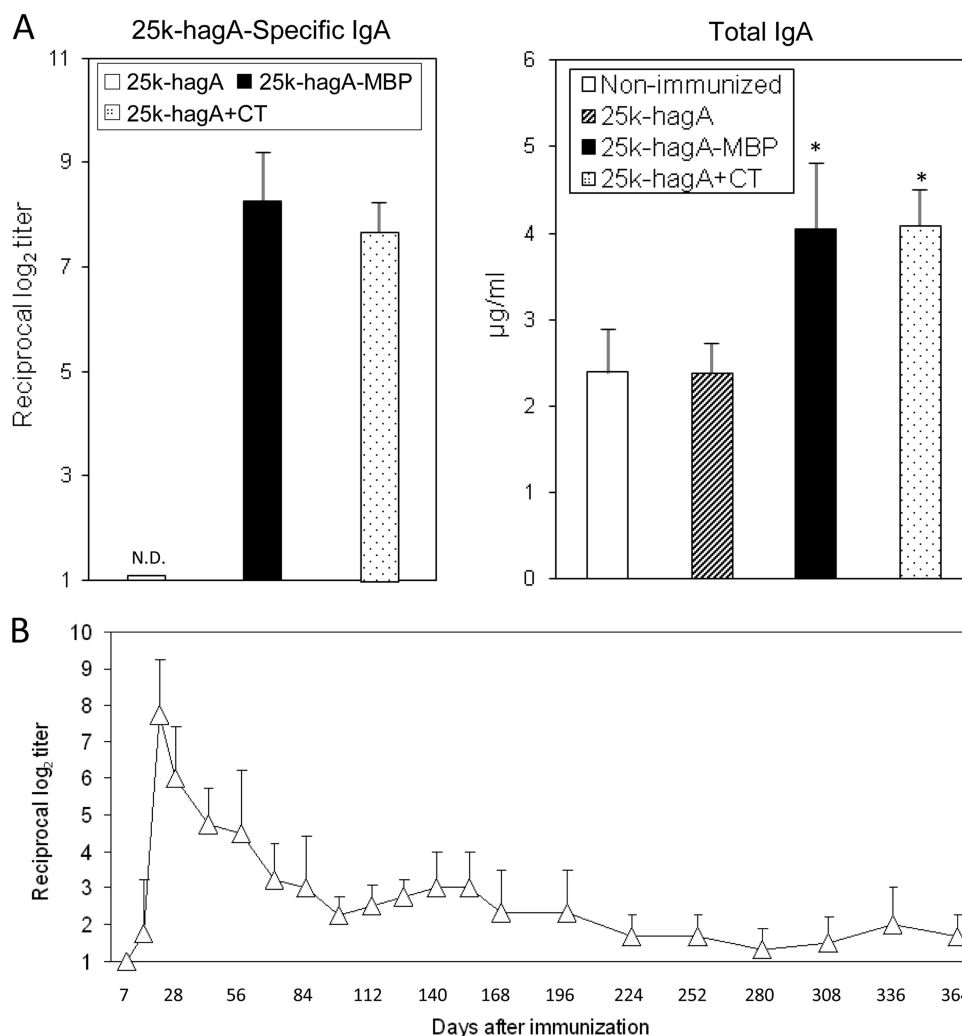 A
25k-hagA-Specific IgA
Reciprocal log₂ titer
11
9
7
5
3
1
25k-hagA 25k-hagA-MBP
25k-hagA+CT
N.D.
Total IgA
µg/ml
6
5
4
3
2
1
0
Non-immunized
25k-hagA
25k-hagA-MBP
25k-hagA+CT
* *
B
Reciprocal log₂ titer
10
9
8
7
6
5
4
3
2
1
7 28 56 84 112 140 168 196 224 252 280 308 336 364
Days after immunization